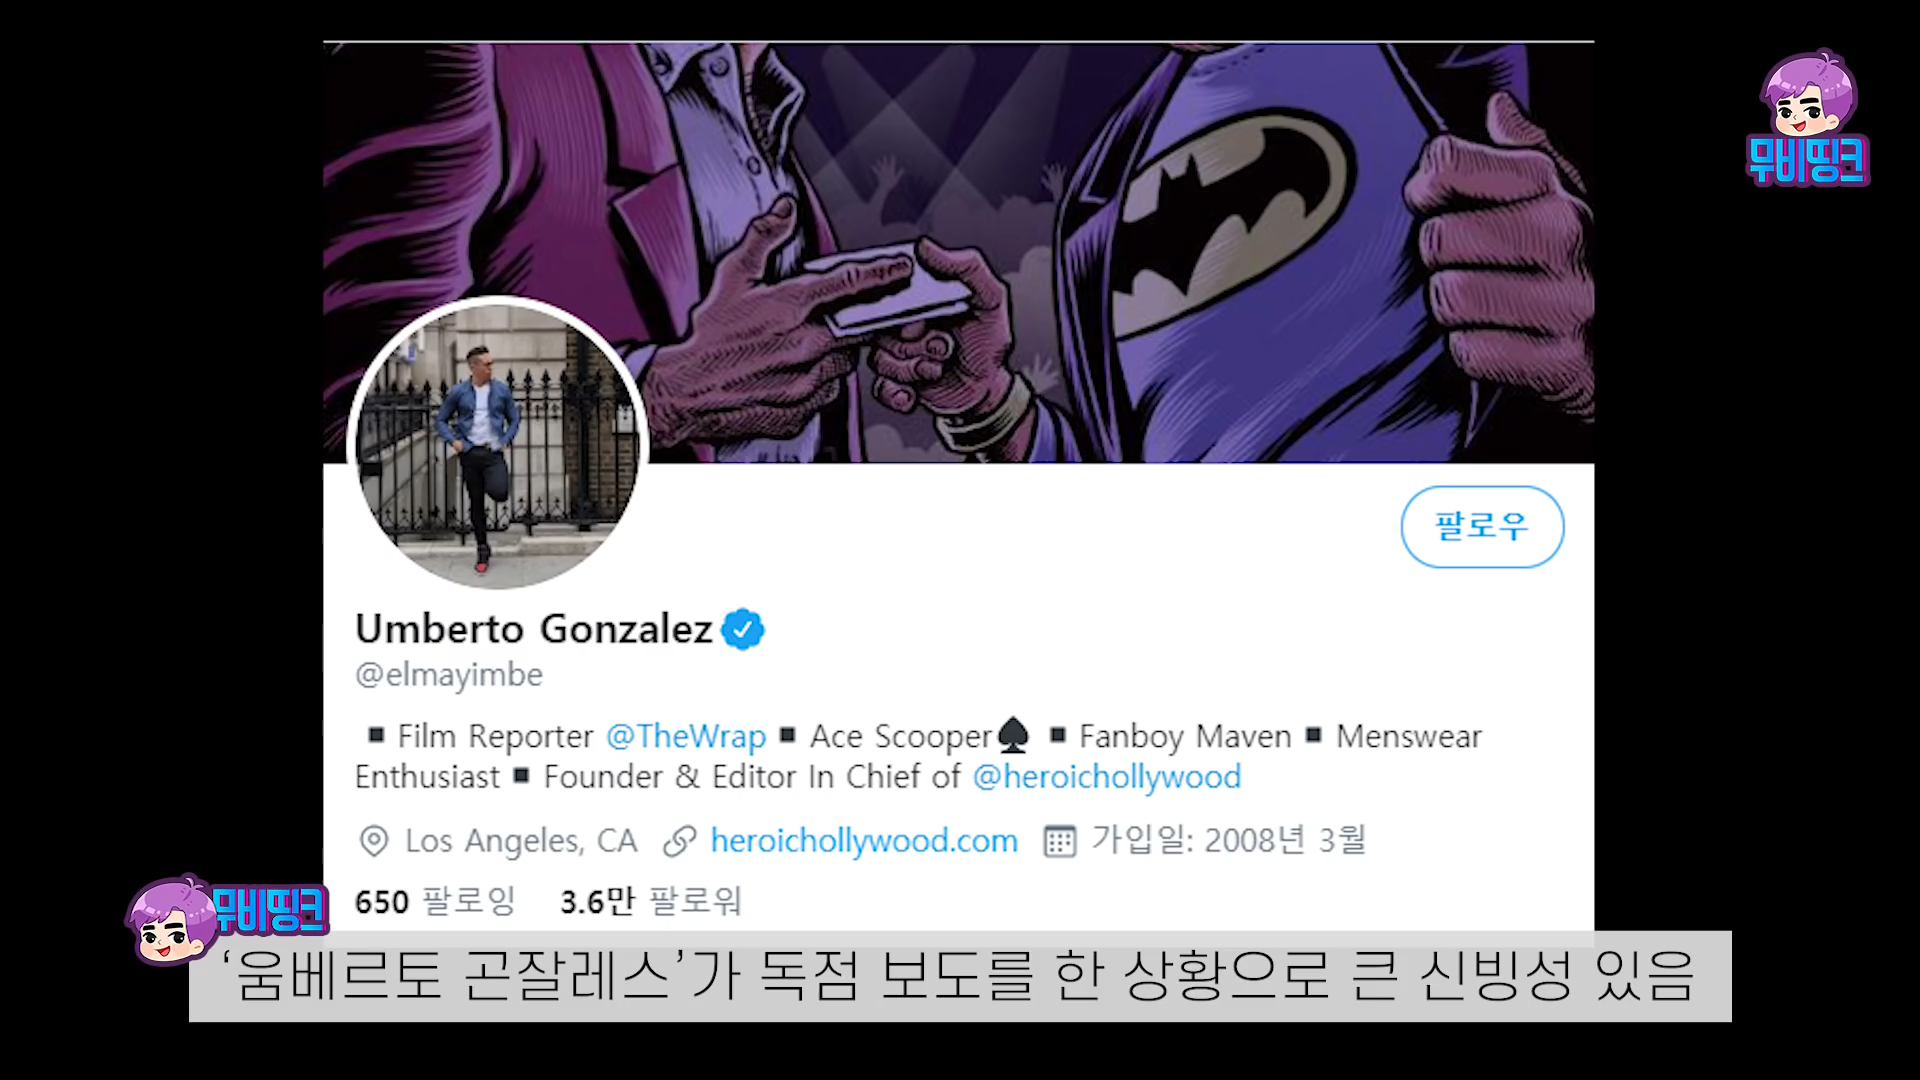 무비띵크
팔로우
Umberto Gonzalez
@elmayimbe
▪ Film Reporter @TheWrap ▪ Ace Scooper♠ ▪ Fanboy Maven ▪ Menswear
Enthusiast ▪ Founder & Editor In Chief of @heroichollywood
Los Angeles, CA heroichollywood.com 가입일: 2008년 3월
650 팔로잉 3.6만 팔로워
무비띵크
‘움베르토 곤잘레스’가 독점 보도를 한 상황으로 큰 신빙성 있음